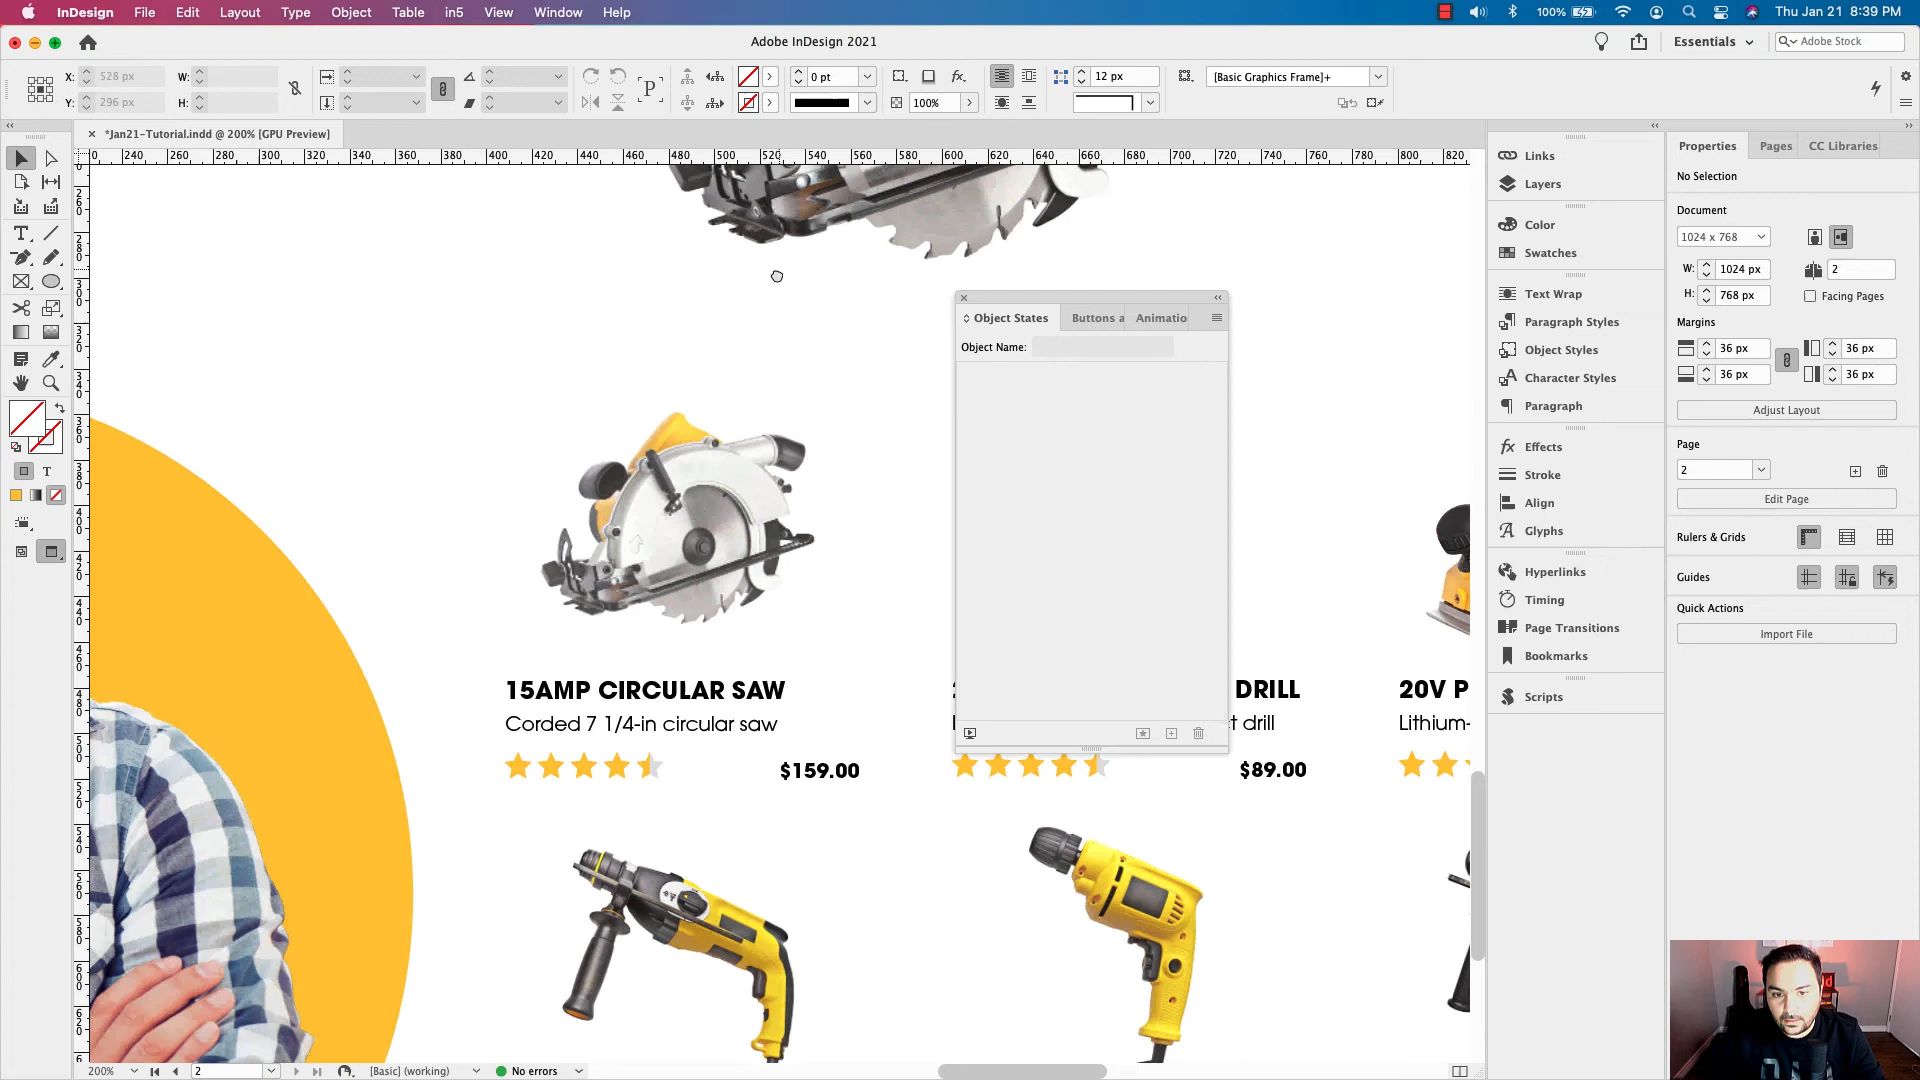 InDesign File Edit Layout Type Object Table in5 View Window Help
100% Thu Jan 21 8:39 PM
Adobe InDesign 2021
Essentials
Adobe Stock
X: 528 px W: 0 pt 12 px [Basic Graphics Frame]+
Y: 296 px H: 100%
*Jan21-Tutorial.indd @ 200% [GPU Preview]
0 240 260 280 300 320 340 360 380 400 420 440 460 480 500 520 540 560 580 600 620 640 660 680 700 720 740 760 780 800 820
Object States Buttons a Animatio
Object Name:
15AMP CIRCULAR SAW
Corded 7 1/4-in circular saw
$159.00
DRILL
t drill
$89.00
20V P
Lithium-
Links
Layers
Color
Swatches
Text Wrap
Paragraph Styles
Object Styles
Character Styles
Paragraph
Effects
Stroke
Align
Glyphs
Hyperlinks
Timing
Page Transitions
Bookmarks
Scripts
Properties Pages CC Libraries
No Selection
Document
1024 x 768
W: 1024 px 2
H: 768 px Facing Pages
Margins
36 px 36 px
36 px 36 px
Adjust Layout
Page
2
Edit Page
Rulers & Grids
Guides
Quick Actions
Import File
200% 2 [Basic] (working) No errors